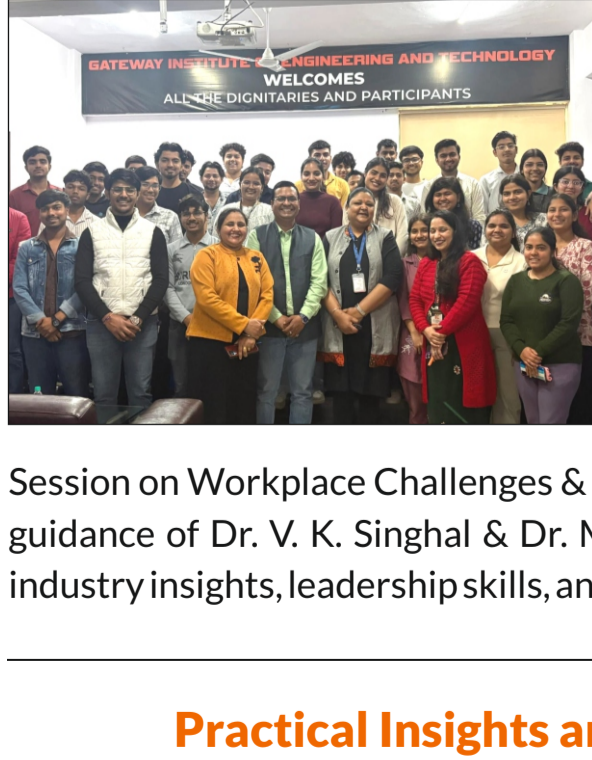 GATEWAY INSTITUTE OF ENGINEERING AND TECHNOLOGY
WELCOMES
ALL THE DIGNITARIES AND PARTICIPANTS
Session on Workplace Challenges &
guidance of Dr. V. K. Singhal & Dr.
industry insights, leadership skills,
Practical Insights